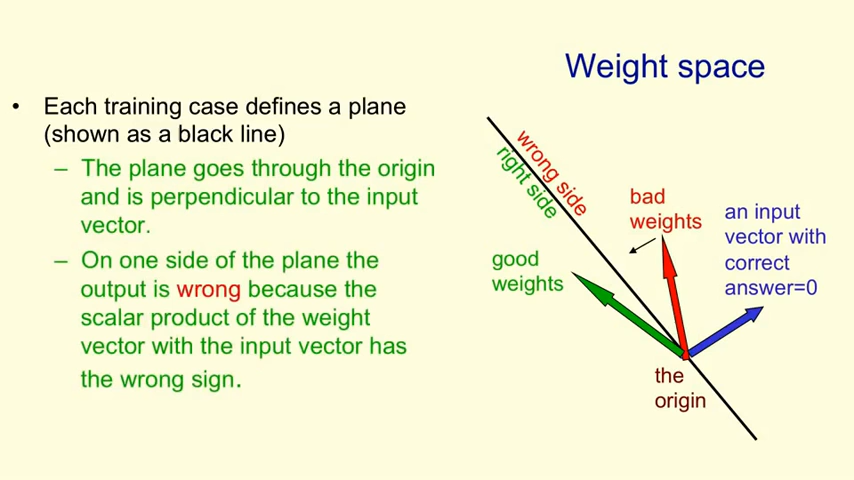 Weight space
• Each training case defines a plane
(shown as a black line)
– The plane goes through the origin
and is perpendicular to the input
vector.
– On one side of the plane the
output is wrong because the
scalar product of the weight
vector with the input vector has
the wrong sign.
wrong side
right side
bad
weights
an input
vector with
correct
answer=0
good
weights
the
origin